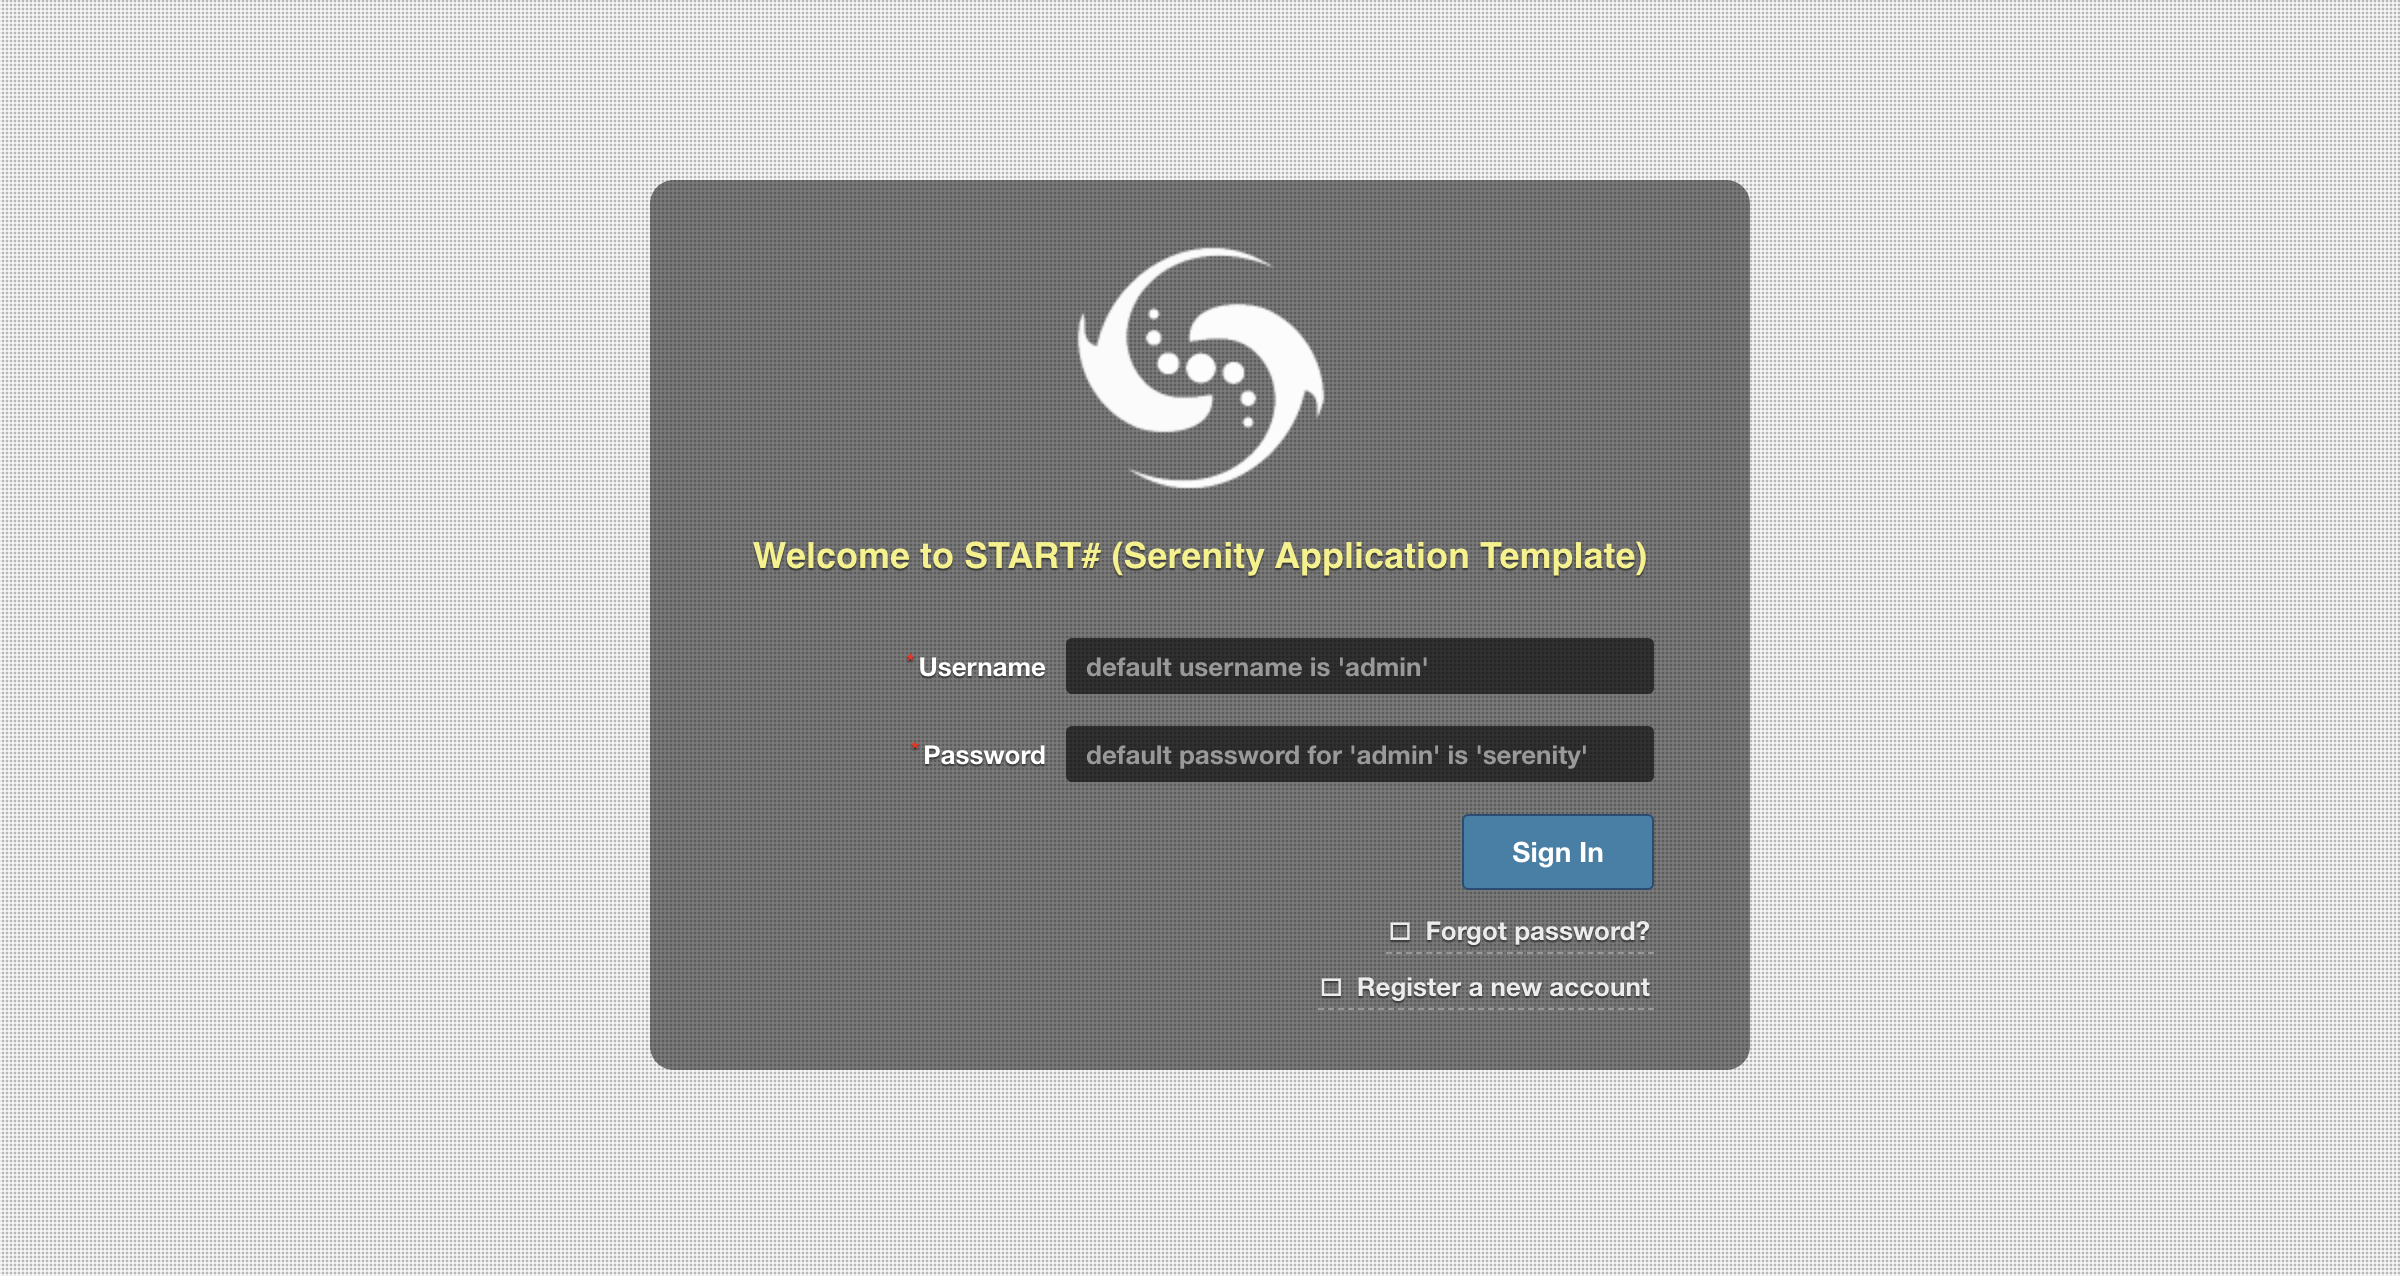 Welcome to START# (Serenity Application Template)
* Username
default username is 'admin'
* Password
default password for 'admin' is 'serenity'
Sign In
Forgot password?
Register a new account